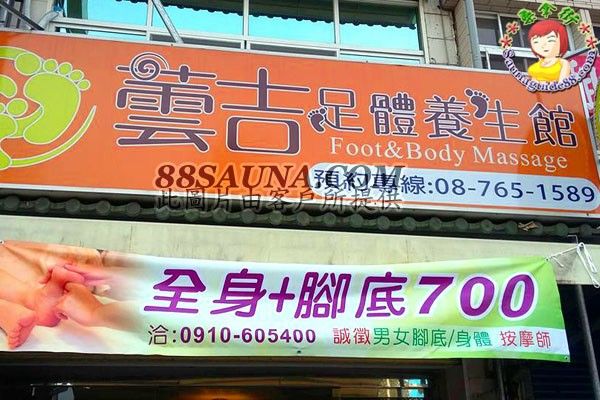 蕓吉足體養生館
Foot&Body Massage
預約專線:08-765-1589
88SAUNA.COM
此圖片由客戶所提供
全身+腳底700
洽:0910-605400 誠徵男女腳底/身體 按摩師